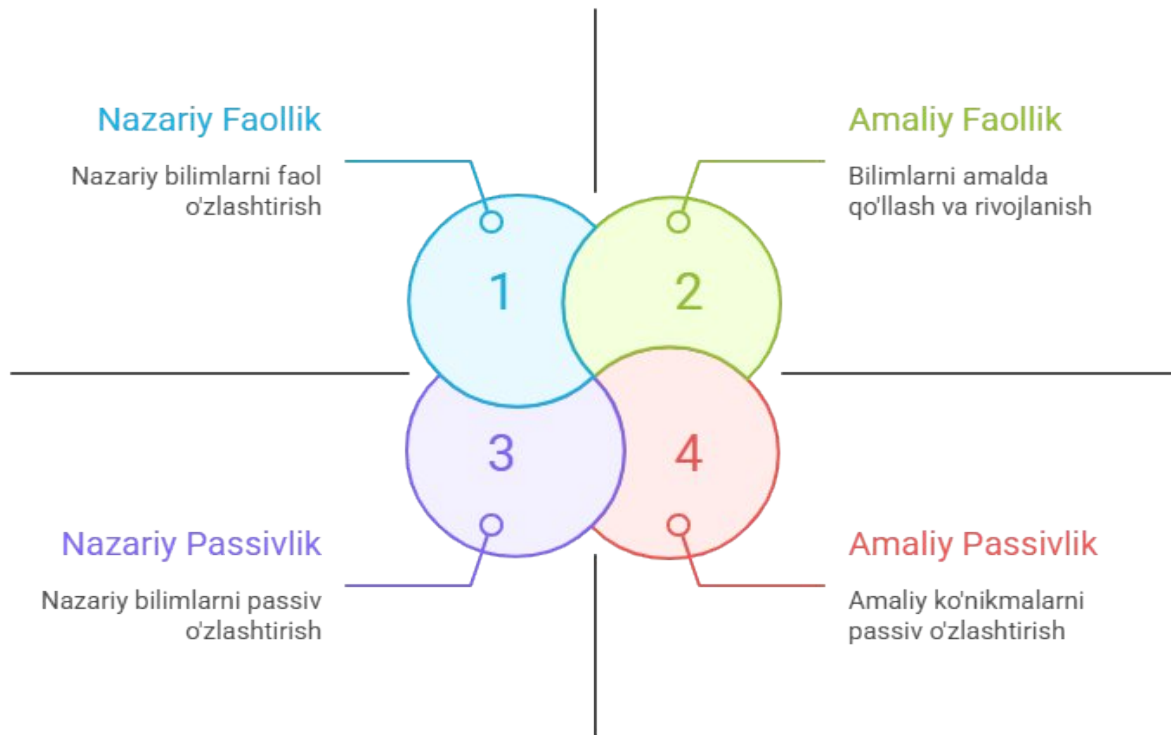 Nazariy Faollik
Nazariy bilimlarni faol
o'zlashtirish
Amaliy Faollik
Bilimlarni amalda
qo'llash va rivojlanish
1
2
3
4
Nazariy Passivlik
Nazariy bilimlarni passiv
o'zlashtirish
Amaliy Passivlik
Amaliy ko'nikmalarni
passiv o'zlashtirish